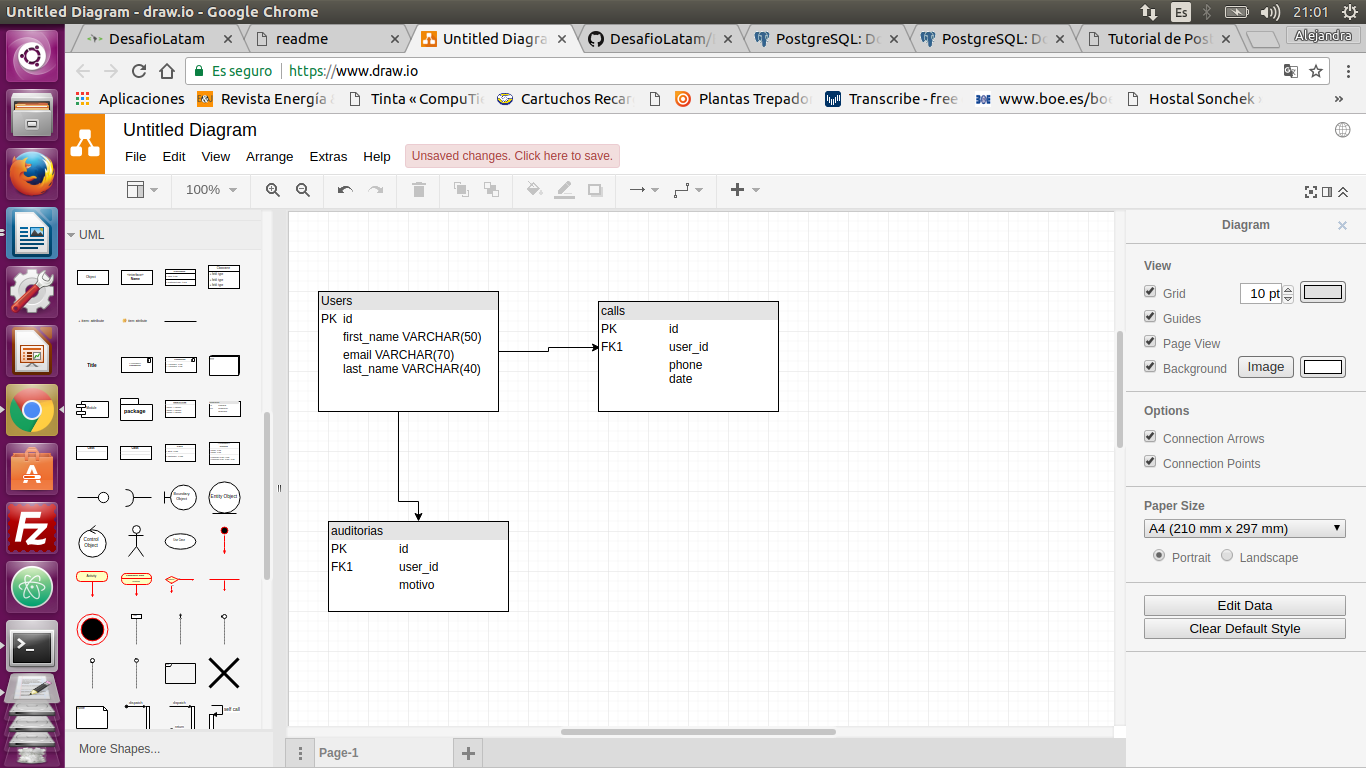 Untitled Diagram - draw.io - Google Chrome
Es
21:01
DesafioLatam
readme
Untitled Diagra
DesafioLatam/
PostgreSQL: Do
PostgreSQL: Do
Tutorial de Post
Alejandra
Es seguro
https://www.draw.io
Aplicaciones
Revista Energía
Tinta « CompuTi
Cartuchos Recar
Plantas Trepado
Transcribe - free
BOE
www.boe.es/boe
Hostal Sonchek
»
Untitled Diagram
File Edit View Arrange Extras Help
Unsaved changes. Click here to save.
100%
UML
Object
Name
Title
package
Boundary Object
Entity Object
Control Object
Use Case
Activity
dispatch
dispatch
self call
More Shapes...
Users
PK id
first_name VARCHAR(50)
email VARCHAR(70)
last_name VARCHAR(40)
calls
PK id
FK1 user_id
phone
date
auditorias
PK id
FK1 user_id
motivo
Page-1
Diagram
View
Grid
10 pt
Guides
Page View
Background
Image
Options
Connection Arrows
Connection Points
Paper Size
A4 (210 mm x 297 mm)
Portrait
Landscape
Edit Data
Clear Default Style